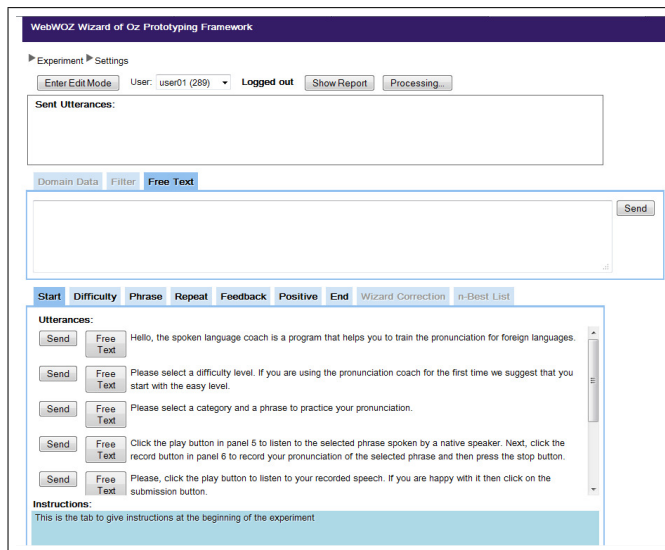 WebWOZ Wizard of Oz Prototyping Framework
Experiment Settings
Enter Edit Mode User: user01 (289) Logged out Show Report Processing...
Sent Utterances:
Domain Data Filter Free Text
Send
Start Difficulty Phrase Repeat Feedback Positive End Wizard Correction n-Best List
Utterances:
Send Free Text Hello, the spoken language coach is a program that helps you to train the pronunciation for foreign languages.
Send Free Text Please select a difficulty level. If you are using the pronunciation coach for the first time we suggest that you
start with the easy level.
Send Free Text Please select a category and a phrase to practice your pronunciation.
Send Free Text Click the play button in panel 5 to listen to the selected phrase spoken by a native speaker. Next, click the
record button in panel 6 to record your pronunciation of the selected phrase and then press the stop button.
Send Free Text Please, click the play button to listen to your recorded speech. If you are happy with it then click on the
submission button.
Instructions:
This is the tab to give instructions at the beginning of the experiment